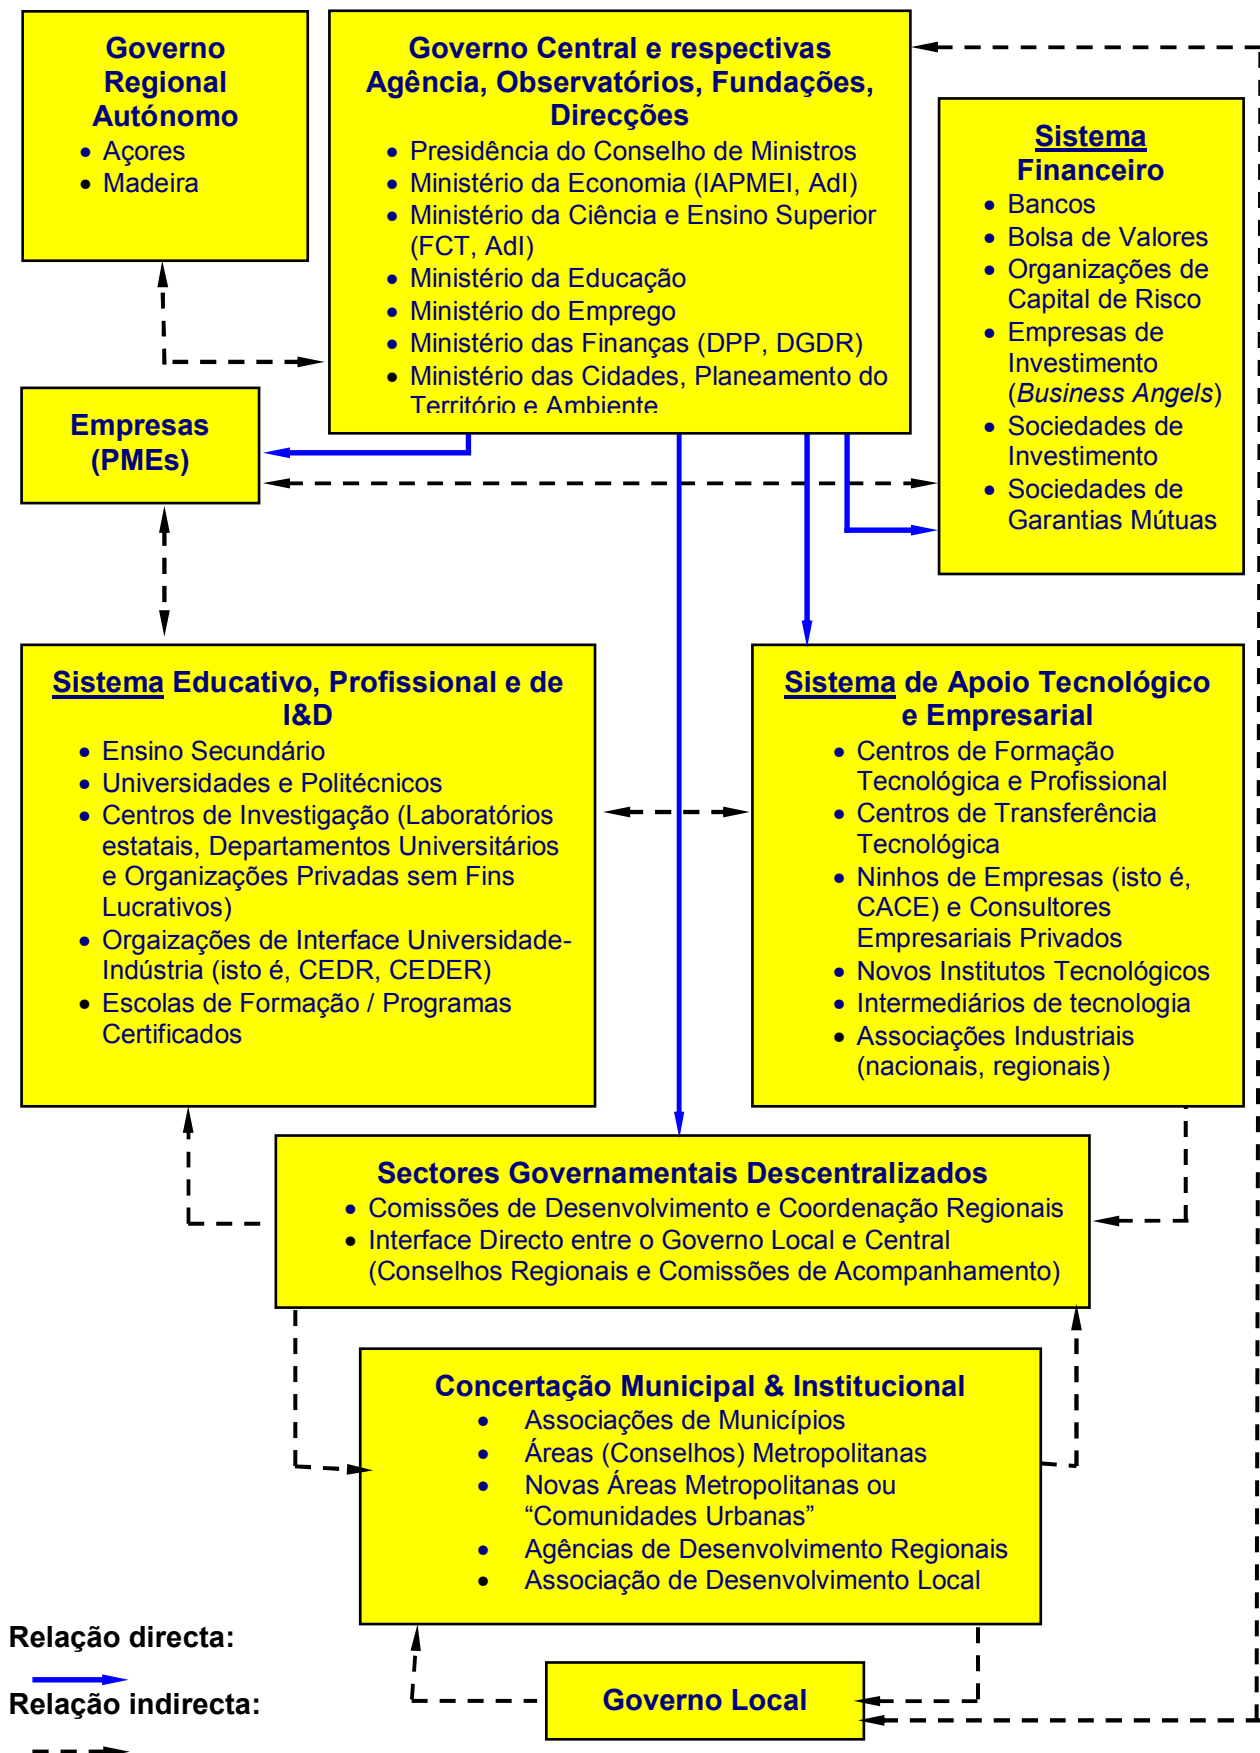 Governo
Regional
Autónomo
• Açores
• Madeira
Governo Central e respectivas
Agência, Observatórios, Fundações,
Direcções
• Presidência do Conselho de Ministros
• Ministério da Economia (IAPMEI, AdI)
• Ministério da Ciência e Ensino Superior
(FCT, AdI)
• Ministério da Educação
• Ministério do Emprego
• Ministério das Finanças (DPP, DGDR)
• Ministério das Cidades, Planeamento do
Território e Ambiente
Sistema
Financeiro
• Bancos
• Bolsa de Valores
• Organizações de
Capital de Risco
• Empresas de
Investimento
(Business Angels)
• Sociedades de
Investimento
• Sociedades de
Garantias Mútuas
Empresas
(PMEs)
Sistema Educativo, Profissional e de
I&D
• Ensino Secundário
• Universidades e Politécnicos
• Centros de Investigação (Laboratórios
estatais, Departamentos Universitários
e Organizações Privadas sem Fins
Lucrativos)
• Orgaizações de Interface Universidade-
Indústria (isto é, CEDR, CEDER)
• Escolas de Formação / Programas
Certificados
Sistema de Apoio Tecnológico
e Empresarial
• Centros de Formação
Tecnológica e Profissional
• Centros de Transferência
Tecnológica
• Ninhos de Empresas (isto é,
CACE) e Consultores
Empresariais Privados
• Novos Institutos Tecnológicos
• Intermediários de tecnologia
• Associações Industriais
(nacionais, regionais)
Sectores Governamentais Descentralizados
• Comissões de Desenvolvimento e Coordenação Regionais
• Interface Directo entre o Governo Local e Central
(Conselhos Regionais e Comissões de Acompanhamento)
Concertação Municipal & Institucional
• Associações de Municípios
• Áreas (Conselhos) Metropolitanas
• Novas Áreas Metropolitanas ou
“Comunidades Urbanas”
• Agências de Desenvolvimento Regionais
• Associação de Desenvolvimento Local
Governo Local
Relação directa:
Relação indirecta: